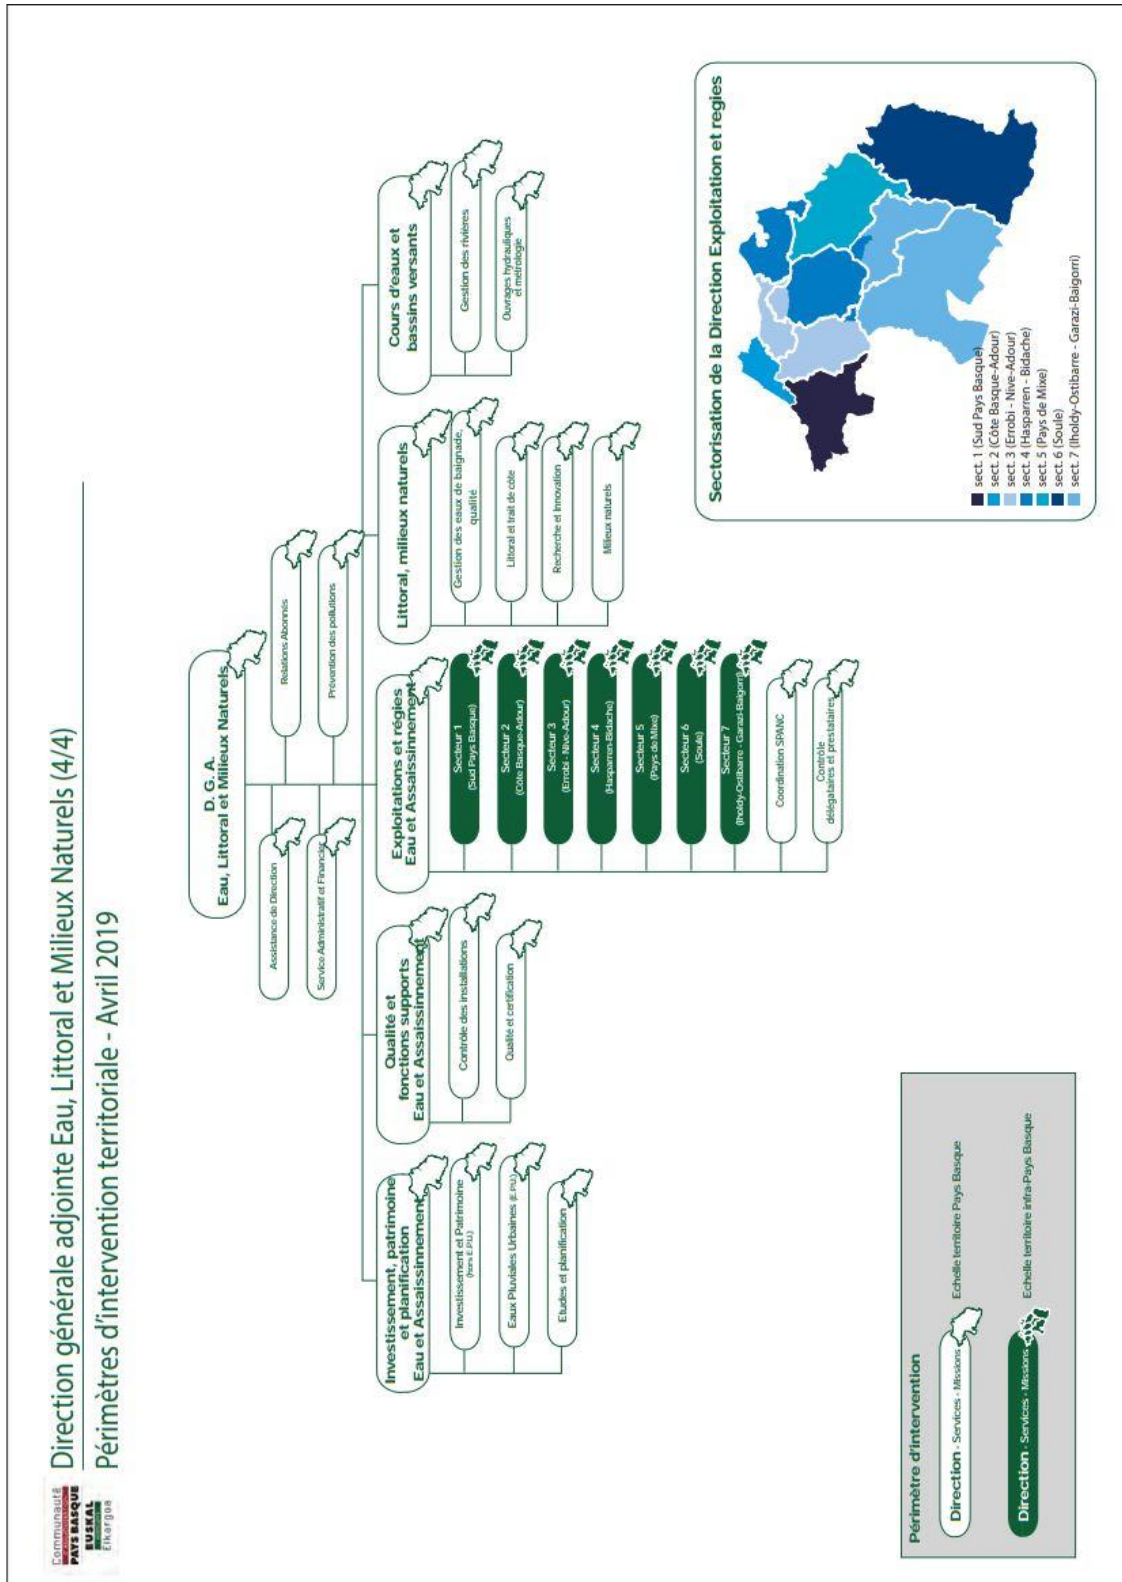 Communauté
PAYS BASQUE
EUSKAL
Elkargoa
Direction générale adjointe Eau, Littoral et Milieux Naturels (4/4)
Périmètres d'intervention territoriale - Avril 2019
D. G. A.
Eau, Littoral et Milieux Naturels
Assistance de Direction
Service Administratif et Financier
Relations Abonnés
Prévention des pollutions
Investissement, patrimoine
et planification
Eau et Assaissinnement
Investissement et Patrimoine
(hors E.P.U.)
Eaux Pluviales Urbaines (E.P.U.)
Etudes et planification
Qualité et
fonctions supports
Eau et Assaissinnement
Contrôle des installations
Qualité et certification
Exploitations et régies
Eau et Assaissinnement
Secteur 1
(Sud Pays Basque)
Secteur 2
(Côte Basque-Adour)
Secteur 3
(Errobi - Nive-Adour)
Secteur 4
(Hasparren-Bidache)
Secteur 5
(Pays de Mixe)
Secteur 6
(Soule)
Secteur 7
(Iholdy-Ostibarre - Garazi-Baigorri)
Coordination SPANC
Contrôle
délégataires et prestataires
Littoral, milieux naturels
Gestion des eaux de baignade,
qualité
Littoral et trait de côte
Recherche et Innovation
Milieux naturels
Cours d'eaux et
bassins versants
Gestion des rivières
Ouvrages hydrauliques
et métrologie
Périmètre d'intervention
Direction - Services - Missions
Echelle territoire Pays Basque
Direction - Services - Missions
Echelle territoire infra-Pays Basque
Sectorisation de la Direction Exploitation et regies
sect. 1 (Sud Pays Basque)
sect. 2 (Côte Basque-Adour)
sect. 3 (Errobi - Nive-Adour)
sect. 4 (Hasparren - Bidache)
sect. 5 (Pays de Mixe)
sect. 6 (Soule)
sect. 7 (Iholdy-Ostibarre - Garazi-Baigorri)